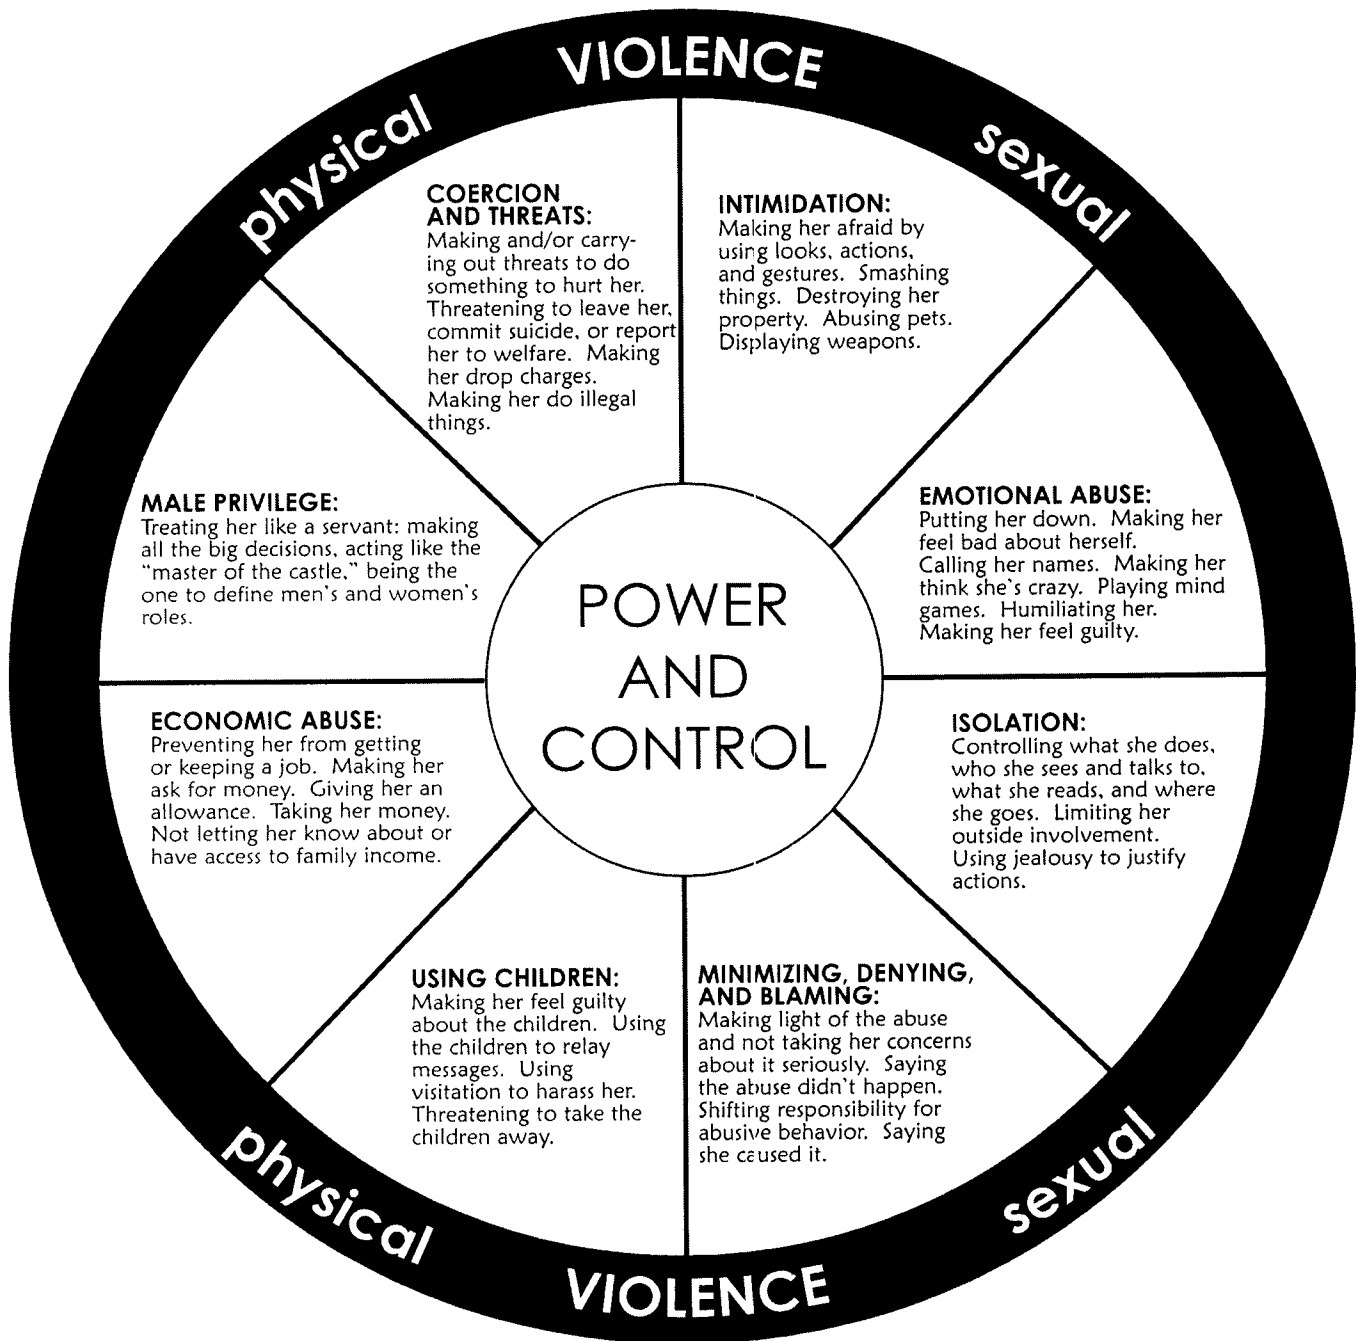 VIOLENCE
physical
sexual
COERCION
AND THREATS:
Making and/or carry-
ing out threats to do
something to hurt her.
Threatening to leave her,
commit suicide, or report
her to welfare.  Making
her drop charges.
Making her do illegal
things.
INTIMIDATION:
Making her afraid by
using looks, actions,
and gestures.  Smashing
things.  Destroying her
property.  Abusing pets.
Displaying weapons.
MALE PRIVILEGE:
Treating her like a servant: making
all the big decisions, acting like the
“master of the castle,” being the
one to define men's and women's
roles.
EMOTIONAL ABUSE:
Putting her down.  Making her
feel bad about herself.
Calling her names.  Making her
think she's crazy.  Playing mind
games.  Humiliating her.
Making her feel guilty.
POWER
AND
CONTROL
ECONOMIC ABUSE:
Preventing her from getting
or keeping a job.  Making her
ask for money.  Giving her an
allowance.  Taking her money.
Not letting her know about or
have access to family income.
ISOLATION:
Controlling what she does,
who she sees and talks to,
what she reads, and where
she goes.  Limiting her
outside involvement.
Using jealousy to justify
actions.
USING CHILDREN:
Making her feel guilty
about the children.  Using
the children to relay
messages.  Using
visitation to harass her.
Threatening to take the
children away.
MINIMIZING, DENYING,
AND BLAMING:
Making light of the abuse
and not taking her concerns
about it seriously.  Saying
the abuse didn't happen.
Shifting responsibility for
abusive behavior.  Saying
she caused it.
physical
sexual
VIOLENCE